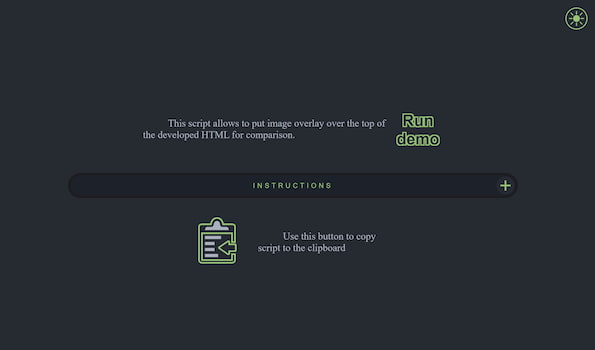 This script allows to put image overlay over the top of
the developed HTML for comparison.
Run
demo
INSTRUCTIONS
Use this button to copy
script to the clipboard